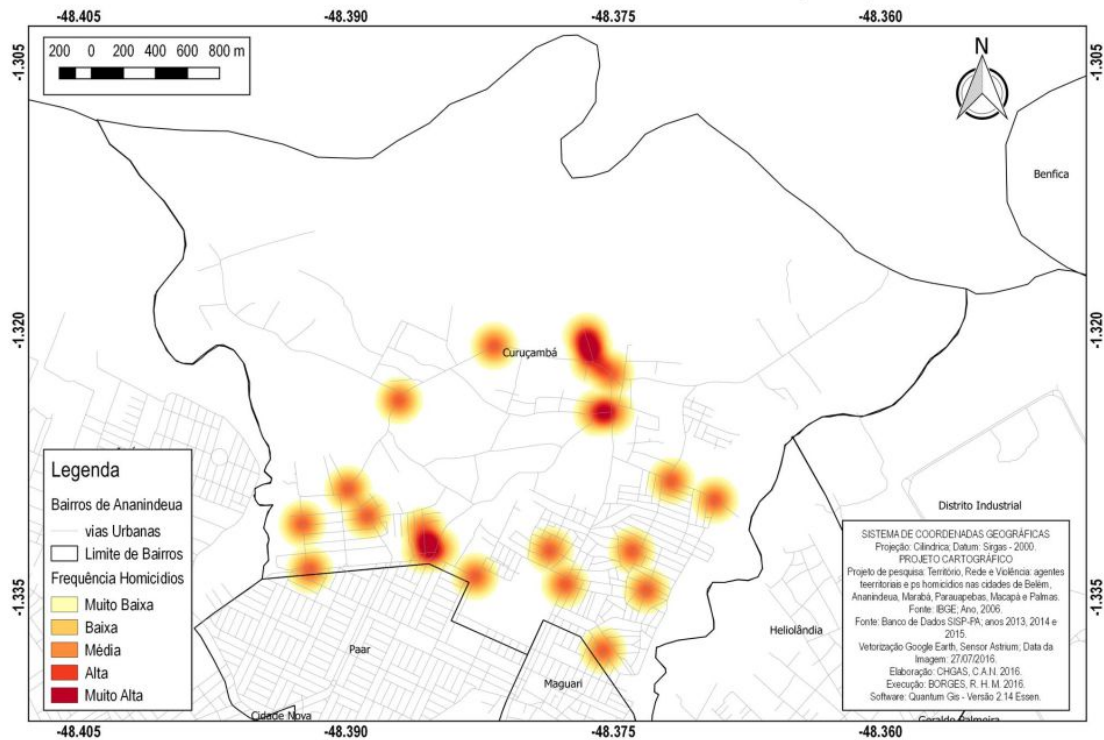 -48.405 -48.390 -48.375 -48.360
200 0 200 400 600 800 m
N
-1.305 -1.305
Benfica
-1.320 -1.320
Curuçambá
Legenda
Bairros de Ananindeua
vias Urbanas
Limite de Bairros
Frequência Homicidios
Muito Baixa
Baixa
Média
Alta
Muito Alta
Distrito Industrial
SISTEMA DE COORDENADAS GEOGRÁFICAS
Projeção: Cilindrica; Datum: Sirgas - 2000.
PROJETO CARTOGRÁFICO
Projeto de pesquisa: Território, Rede e Violência: agentes
teerritoriais e ps homicidios nas cidades de Belém,
Ananindeua, Marabá, Parauapebas, Macapá e Palmas.
Fonte: IBGE; Ano, 2006.
Fonte: Banco de Dados SISP-PA; anos 2013, 2014 e
2015.
Vetorização Google Earth, Sensor Astrium; Data da
Imagem: 27/07/2016.
Elaboração: CHGAS, C.A.N. 2016.
Execução: BORGES, R. H. M. 2016.
Software: Quantum Gis - Versão 2.14 Essen.
-1.335 -1.335
Heliolândia
Paar
Maguari
Cidade Nova
Geraldo Palmeira
-48.405 -48.390 -48.375 -48.360